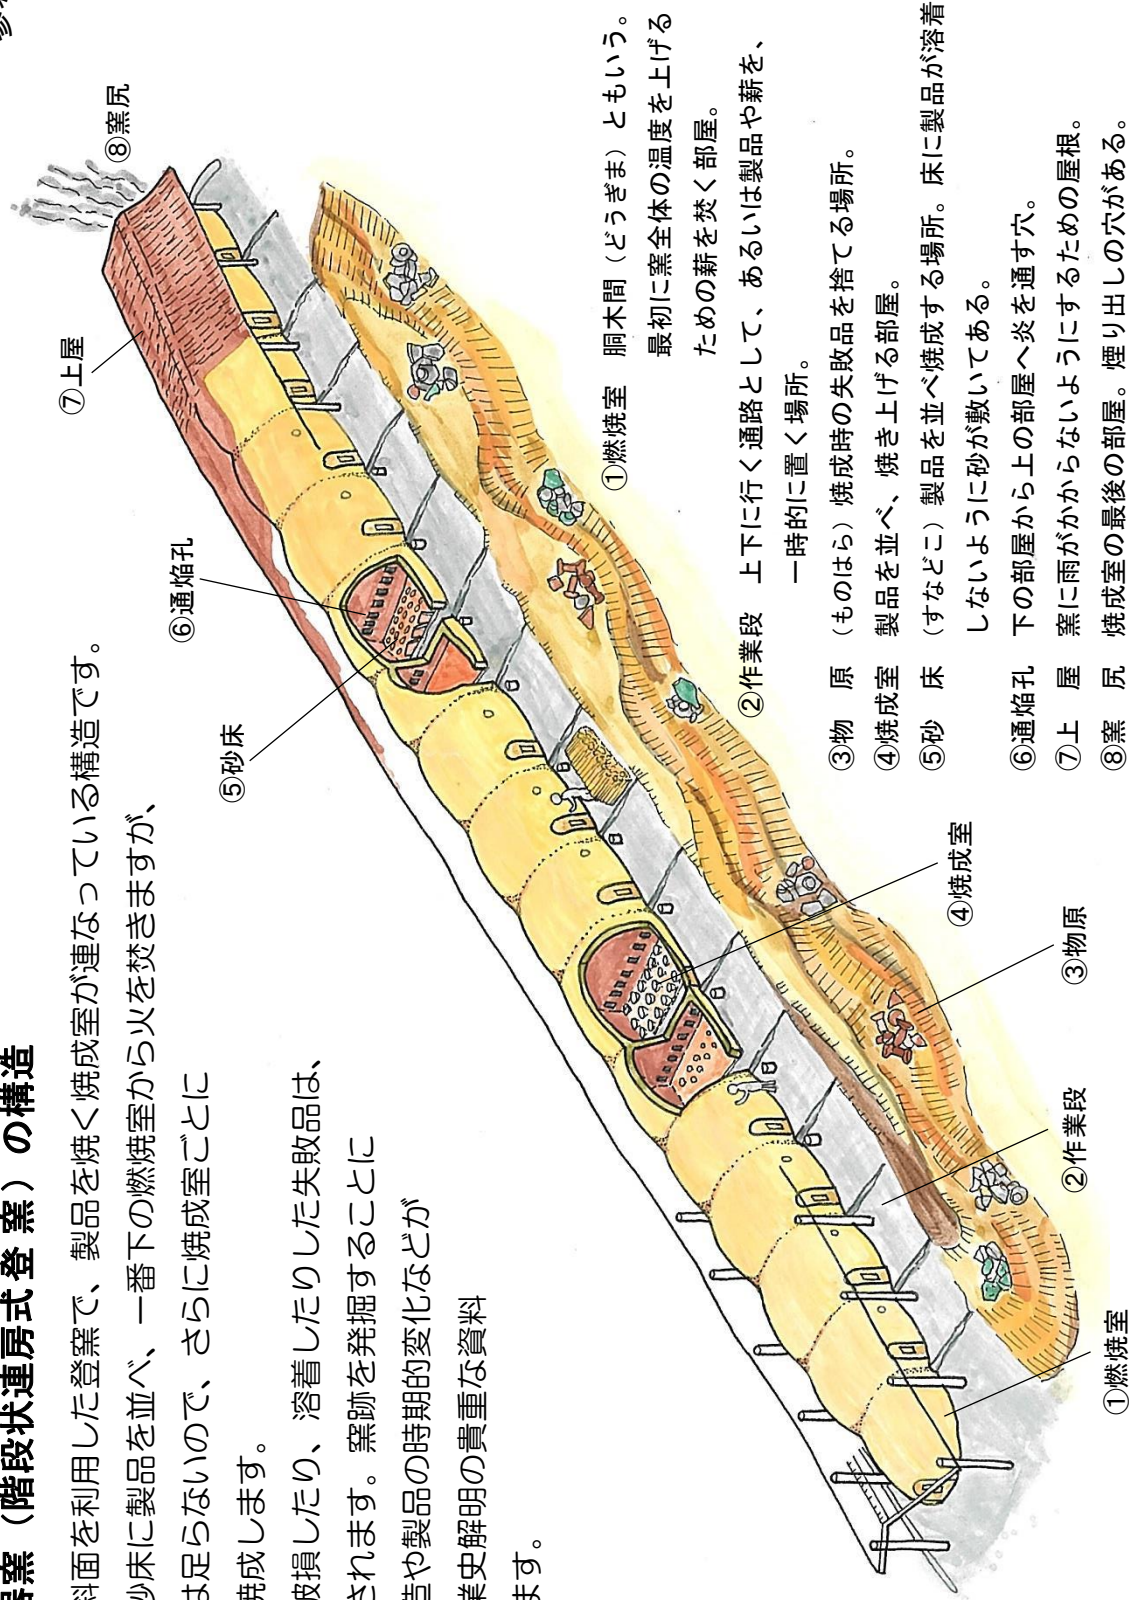 器窯（階段状連房式登窯）の構造
斜面を利用した登窯で、製品を焼く焼成室が連なっている構造です。
砂床に製品を並べ、一番下の燃焼室から火を焚きますが、
は足らないので、さらに焼成室ごとに
焼成します。
破損したり、溶着したりした失敗品は、
されます。窯跡を発掘することに
造や製品の時期的変化などが
業史解明の貴重な資料
ます。
⑧窯尻
⑦上屋
⑥通焔孔
⑤砂床
④焼成室
③物原
②作業段
①燃焼室
①燃焼室 胴木間（どうぎま）ともいう。
最初に窯全体の温度を上げる
ための薪を焚く部屋。
②作業段 上下に行く通路として、あるいは製品や薪を、
一時的に置く場所。
③物 原 （ものはら）焼成時の失敗品を捨てる場所。
④焼成室 製品を並べ、焼き上げる部屋。
⑤砂 床 （すなどこ）製品を並べ焼成する場所。床に製品が溶着
しないように砂が敷いてある。
⑥通焔孔 下の部屋から上の部屋へ炎を通す穴。
⑦上 屋 窯に雨がかからないようにするための屋根。
⑧窯 尻 焼成室の最後の部屋。煙り出しの穴がある。